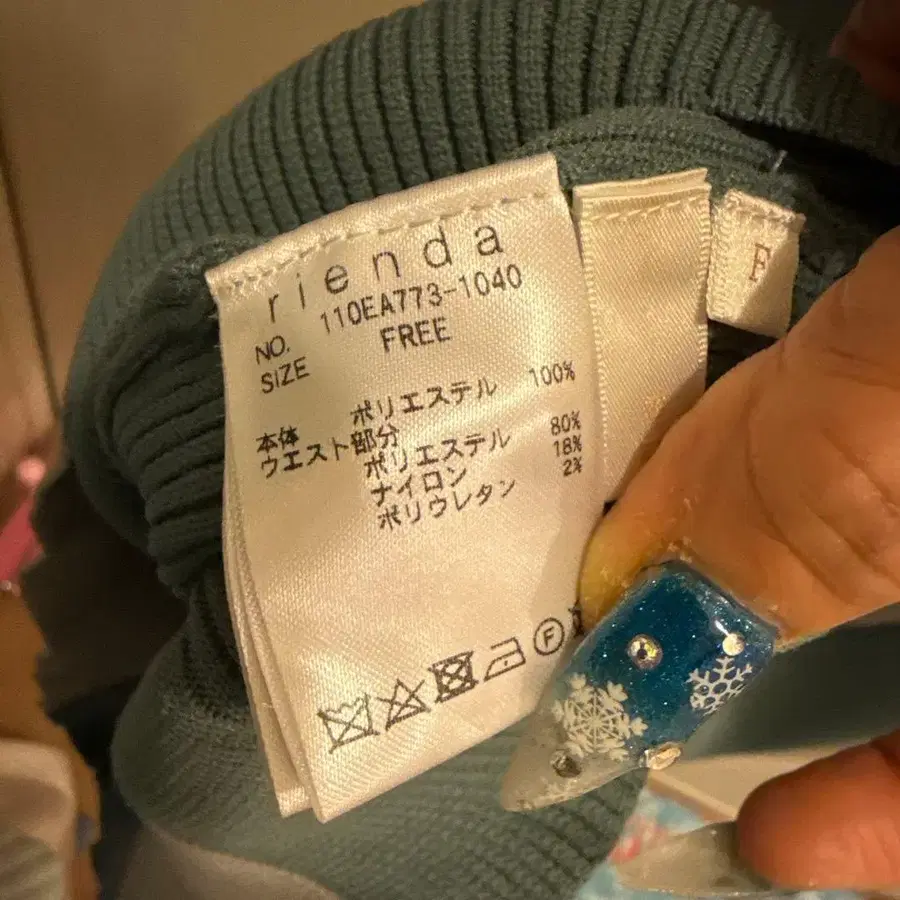 rienda
NO. 110EA773-1040
SIZE FREE
本体 ポリエステル 100%
ウエスト部分
ポリエステル 80%
ナイロン 18%
ポリウレタン 2%
F
F